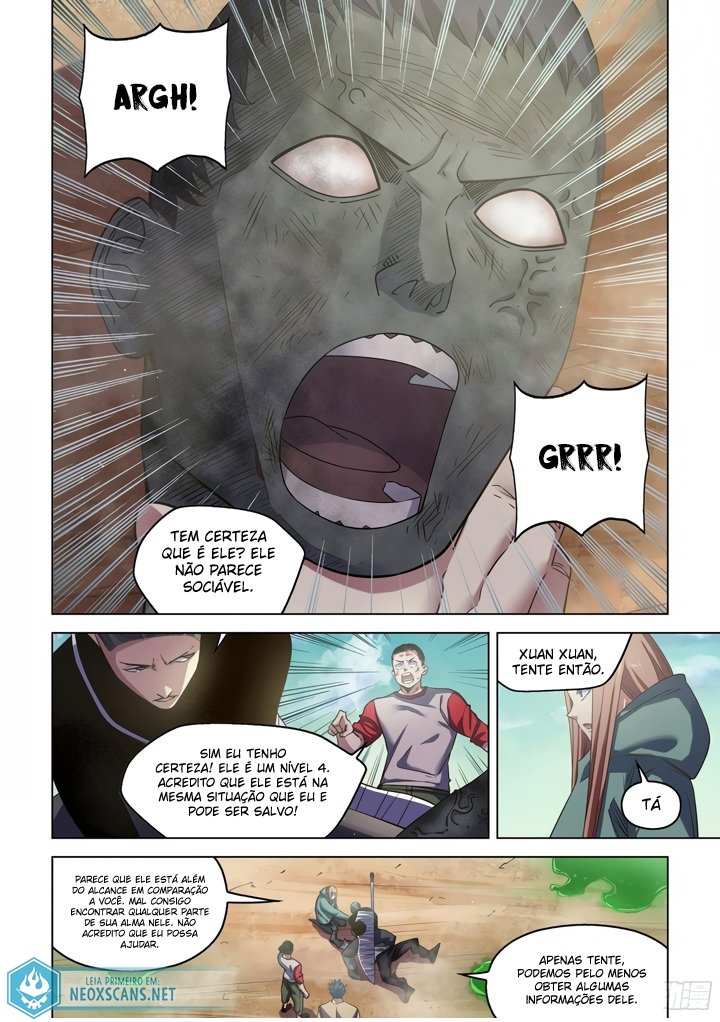 ARGH!
GRRR!
TEM CERTEZA
QUE É ELE? ELE
NÃO PARECE
SOCIÁVEL.
XUAN XUAN,
TENTE ENTÃO.
SIM EU TENHO
CERTEZA! ELE É UM NÍVEL 4.
ACREDITO QUE ELE ESTÁ NA
MESMA SITUAÇÃO QUE EU E
PODE SER SALVO!
TÁ
PARECE QUE ELE ESTÁ ALÉM
DO ALCANCE EM COMPARAÇÃO
A VOCÊ. MAL CONSIGO
ENCONTRAR QUALQUER PARTE
DE SUA ALMA NELE. NÃO
ACREDITO QUE EU POSSA
AJUDAR.
APENAS TENTE,
PODEMOS PELO MENOS
OBTER ALGUMAS
INFORMAÇÕES DELE.
LEIA PRIMEIRO EM:
NEOXSCANS.NET